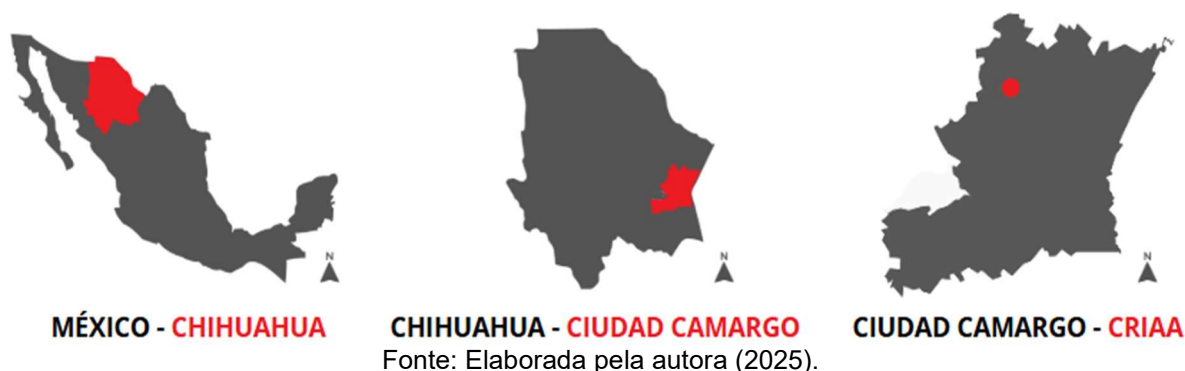 N
N
N
MÉXICO - CHIHUAHUA
CHIHUAHUA - CIUDAD CAMARGO
CIUDAD CAMARGO - CRIAA
Fonte: Elaborada pela autora (2025).